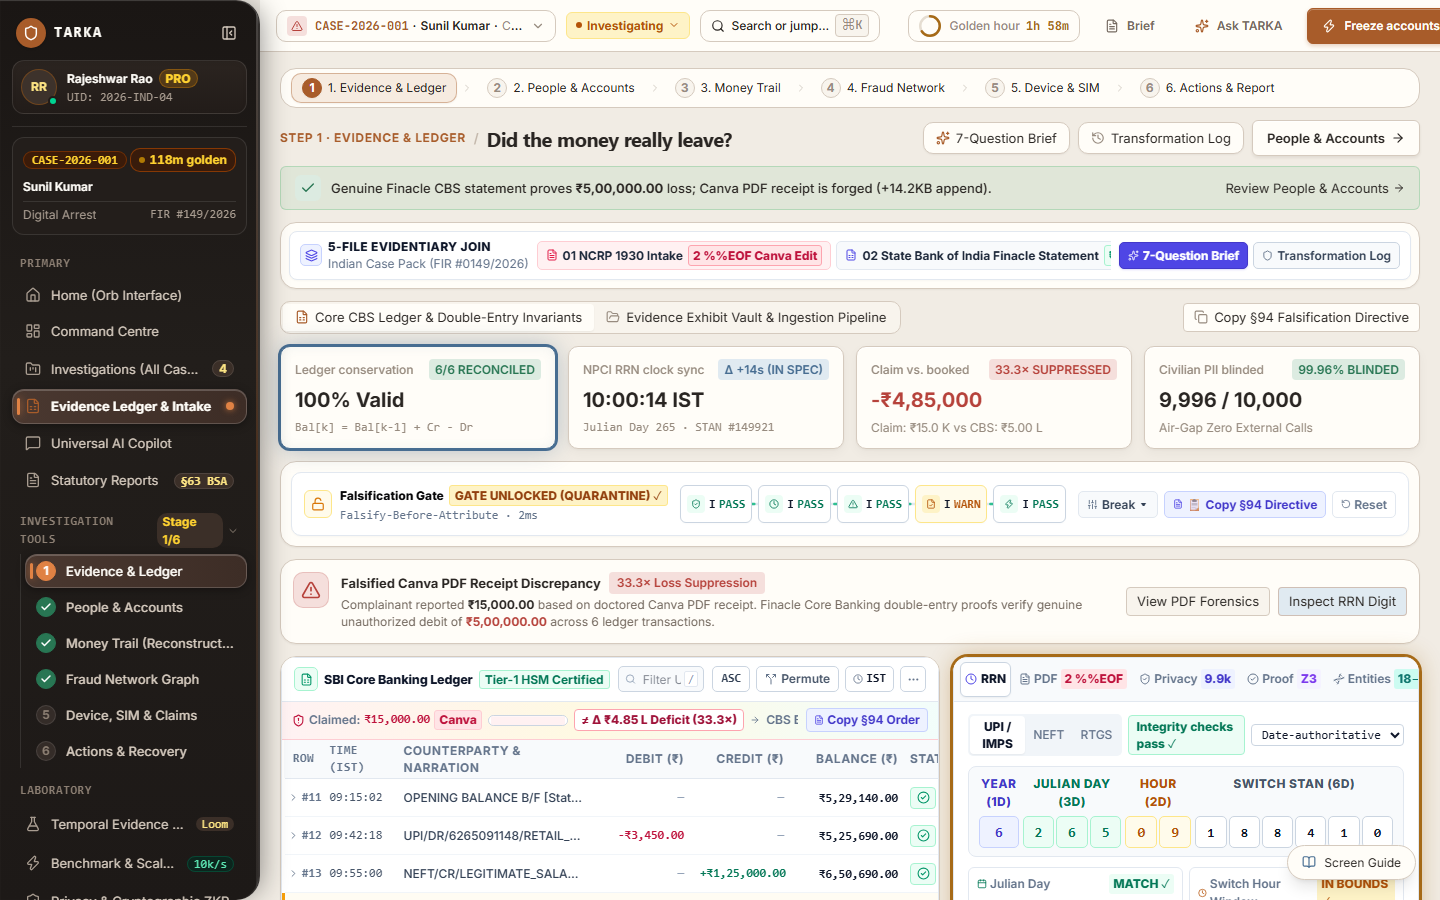 TARKA
RR
Rajeshwar Rao PRO
UID: 2026-IND-04
CASE-2026-001 118m golden
Sunil Kumar
Digital Arrest FIR #149/2026
PRIMARY
Home (Orb Interface)
Command Centre
Investigations (All Cas... 4
Evidence Ledger & Intake
Universal AI Copilot
Statutory Reports §63 BSA
INVESTIGATION TOOLS
Stage 1/6
1 Evidence & Ledger
People & Accounts
Money Trail (Reconstruct...
Fraud Network Graph
5 Device, SIM & Claims
6 Actions & Recovery
LABORATORY
Temporal Evidence ... Loom
Benchmark & Scal... 10k/s
CASE-2026-001 · Sunil Kumar · C...
Investigating
Search or jump... ⌘K
Golden hour 1h 58m
Brief
Ask TARKA
Freeze accounts
1 1. Evidence & Ledger
2 2. People & Accounts
3 3. Money Trail
4 4. Fraud Network
5 5. Device & SIM
6 6. Actions & Report
STEP 1 · EVIDENCE & LEDGER / Did the money really leave?
7-Question Brief
Transformation Log
People & Accounts →
Genuine Finacle CBS statement proves ₹5,00,000.00 loss; Canva PDF receipt is forged (+14.2KB append).
Review People & Accounts →
5-FILE EVIDENTIARY JOIN
Indian Case Pack (FIR #0149/2026)
01 NCRP 1930 Intake 2 %%EOF Canva Edit
02 State Bank of India Finacle Statement
7-Question Brief
Transformation Log
Core CBS Ledger & Double-Entry Invariants
Evidence Exhibit Vault & Ingestion Pipeline
Copy §94 Falsification Directive
Ledger conservation 6/6 RECONCILED
100% Valid
Bal[k] = Bal[k-1] + Cr - Dr
NPCI RRN clock sync Δ +14s (IN SPEC)
10:00:14 IST
Julian Day 265 · STAN #149921
Claim vs. booked 33.3× SUPPRESSED
-₹4,85,000
Claim: ₹15.0 K vs CBS: ₹5.00 L
Civilian PII blinded 99.96% BLINDED
9,996 / 10,000
Air-Gap Zero External Calls
Falsification Gate GATE UNLOCKED (QUARANTINE) ✓
Falsify-Before-Attribute · 2ms
I PASS
I PASS
I PASS
I WARN
I PASS
Break
Copy §94 Directive
Reset
Falsified Canva PDF Receipt Discrepancy 33.3× Loss Suppression
Complainant reported ₹15,000.00 based on doctored Canva PDF receipt. Finacle Core Banking double-entry proofs verify genuine
unauthorized debit of ₹5,00,000.00 across 6 ledger transactions.
View PDF Forensics
Inspect RRN Digit
SBI Core Banking Ledger Tier-1 HSM Certified
Filter /
ASC
Permute
IST
...
Claimed: ₹15,000.00 Canva
≠ Δ ₹4.85 L Deficit (33.3×)
→ CBS
Copy §94 Order
ROW TIME (IST) COUNTERPARTY & NARRATION DEBIT (₹) CREDIT (₹) BALANCE (₹) STAT
#11 09:15:02 OPENING BALANCE B/F [Stat... — — ₹5,29,140.00
#12 09:42:18 UPI/DR/6265091148/RETAIL_... -₹3,450.00 — ₹5,25,690.00
#13 09:55:00 NEFT/CR/LEGITIMATE_SALA... — +₹1,25,000.00 ₹6,50,690.00
RRN
PDF 2 %%EOF
Privacy 9.9k
Proof Z3
Entities 18-
UPI / IMPS
NEFT
RTGS
Integrity checks pass ✓
Date-authoritative
YEAR (1D)
JULIAN DAY (3D)
HOUR (2D)
SWITCH STAN (6D)
6 2 6 5 0 9 1 8 8 4 1 0
Julian Day MATCH ✓
Switch Hour
IN BOUNDS
Screen Guide